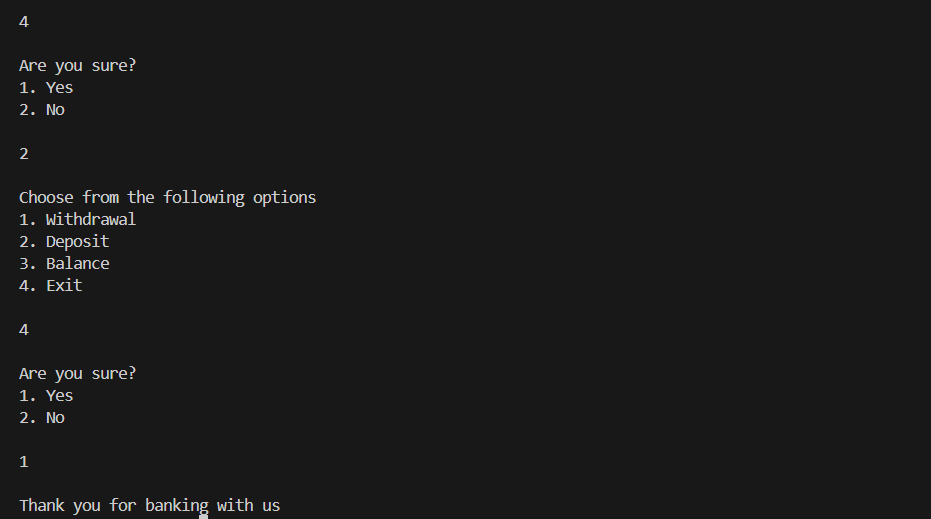 4
Are you sure?
1. Yes
2. No
2
Choose from the following options
1. Withdrawal
2. Deposit
3. Balance
4. Exit
4
Are you sure?
1. Yes
2. No
1
Thank you for banking with us